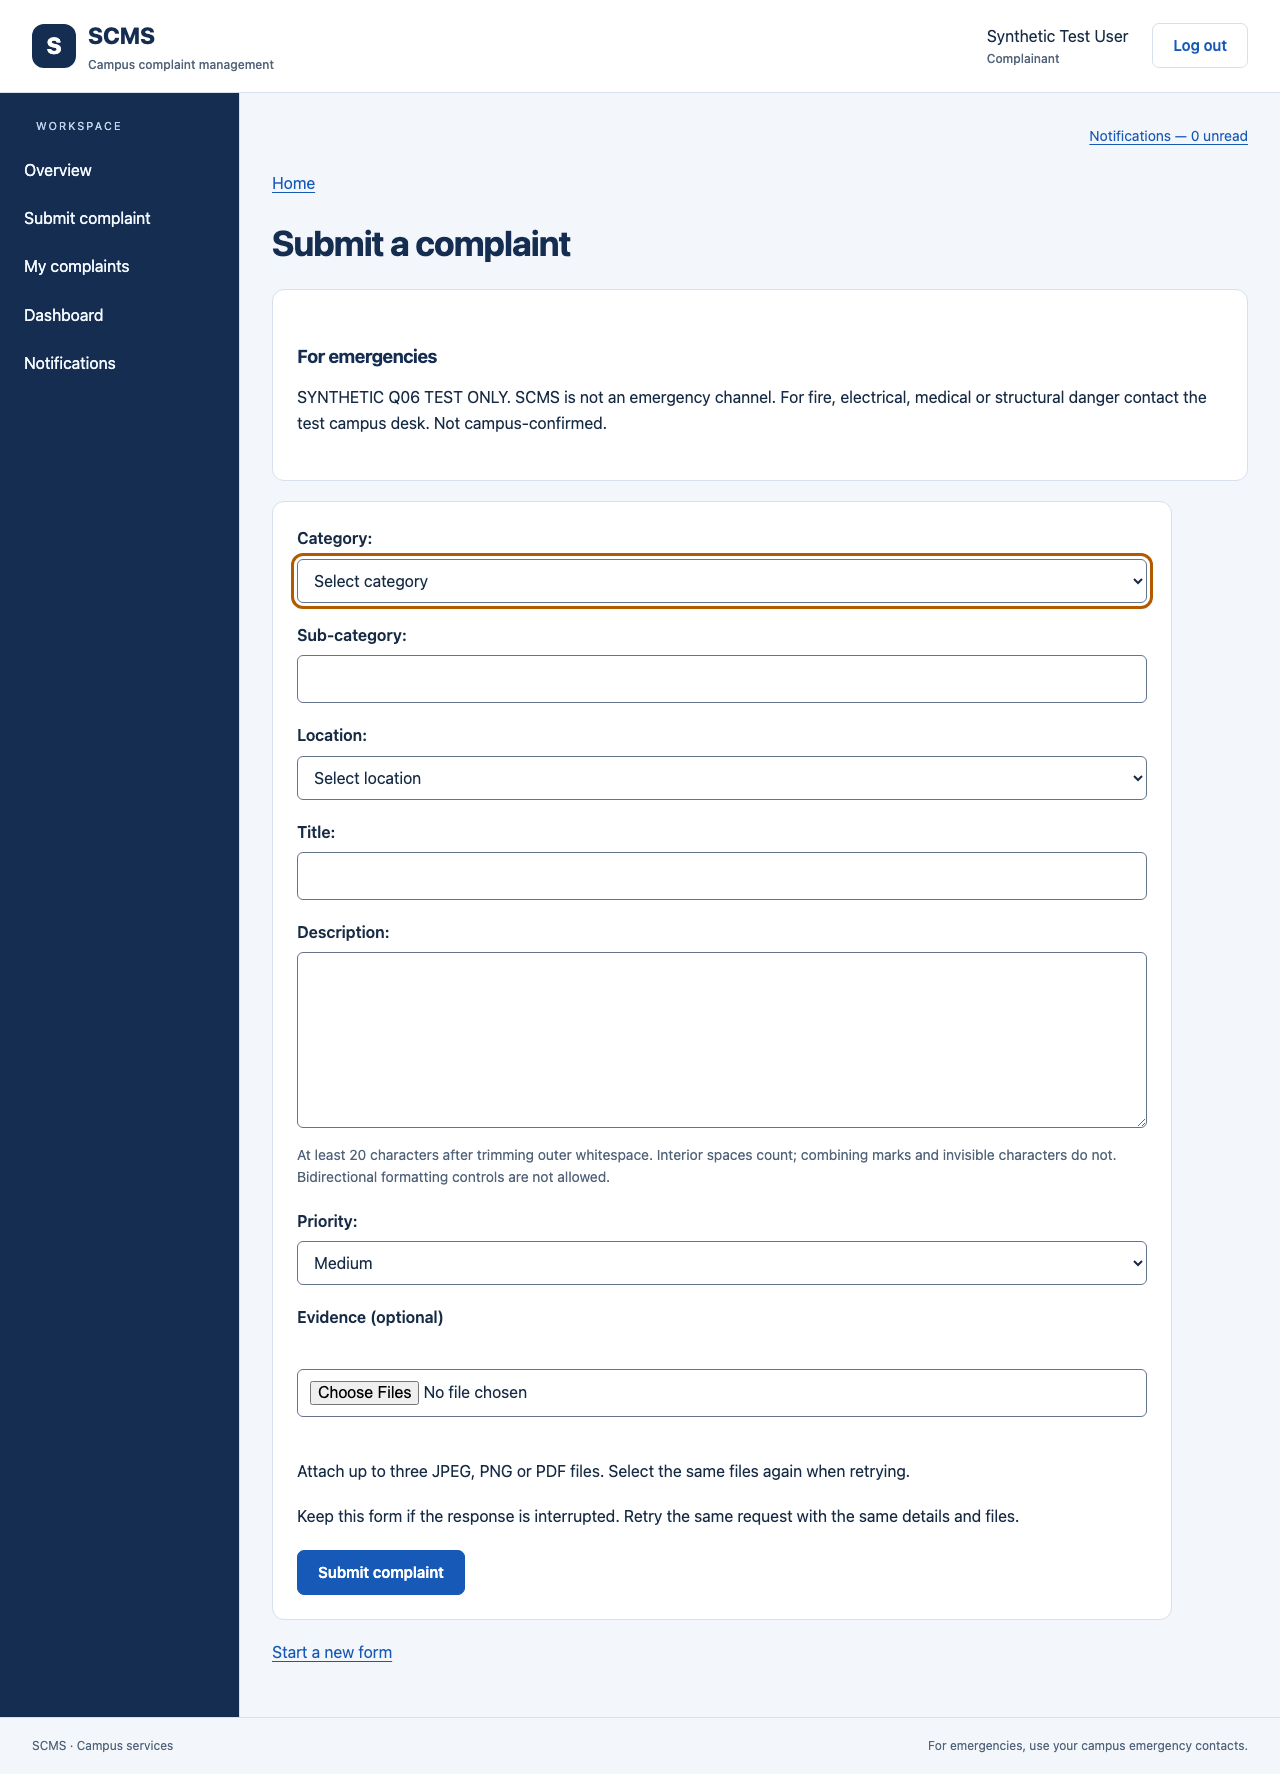 S
SCMS
Campus complaint management
Synthetic Test User
Complainant
Log out
WORKSPACE
Overview
Submit complaint
My complaints
Dashboard
Notifications
Notifications — 0 unread
Home
Submit a complaint
For emergencies
SYNTHETIC Q06 TEST ONLY. SCMS is not an emergency channel. For fire, electrical, medical or structural danger contact the
test campus desk. Not campus-confirmed.
Category:
Select category
Sub-category:
Location:
Select location
Title:
Description:
At least 20 characters after trimming outer whitespace. Interior spaces count; combining marks and invisible characters do not.
Bidirectional formatting controls are not allowed.
Priority:
Medium
Evidence (optional)
Choose Files No file chosen
Attach up to three JPEG, PNG or PDF files. Select the same files again when retrying.
Keep this form if the response is interrupted. Retry the same request with the same details and files.
Submit complaint
Start a new form
SCMS · Campus services
For emergencies, use your campus emergency contacts.